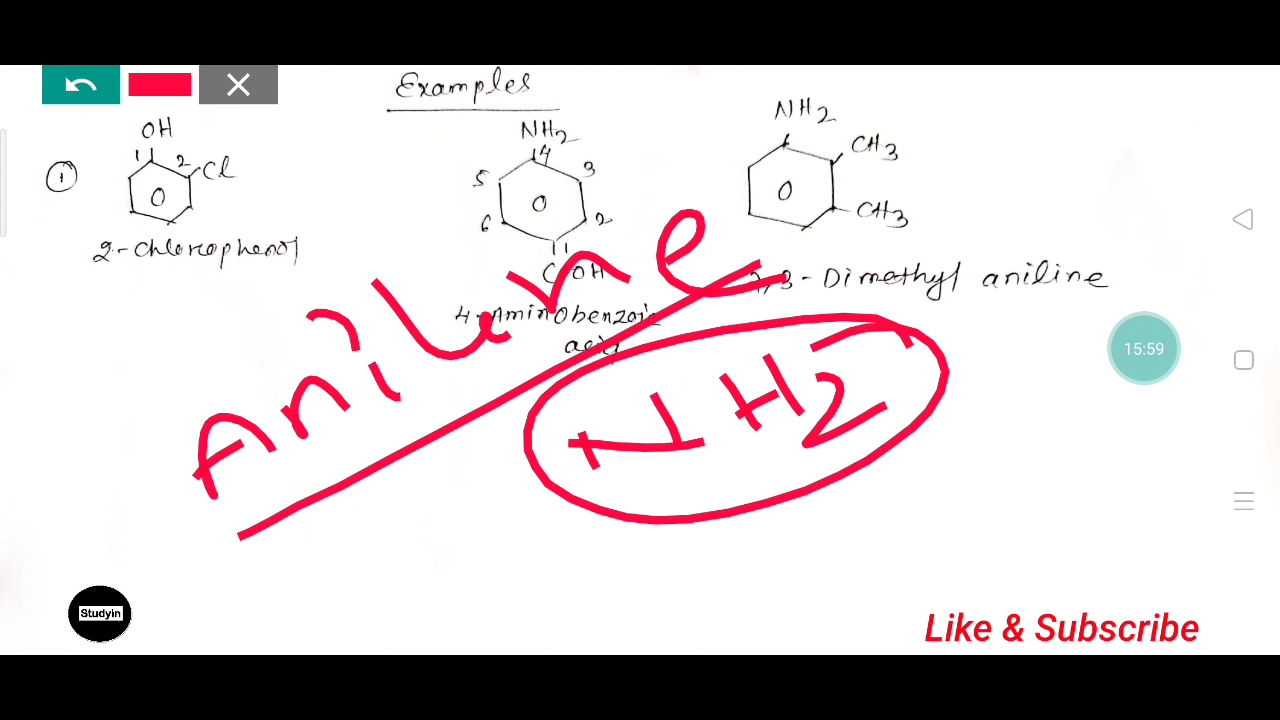 Examples
①
OH
1
2
Cl
O
2-Chlorophenol
NH2
4
3
5
O
6
2
1
COOH
4-Aminobenzoic
acid
NH2
CH3
O
CH3
2,3-Dimethyl aniline
Aniline
NH2
15:59
Studyin
Like & Subscribe